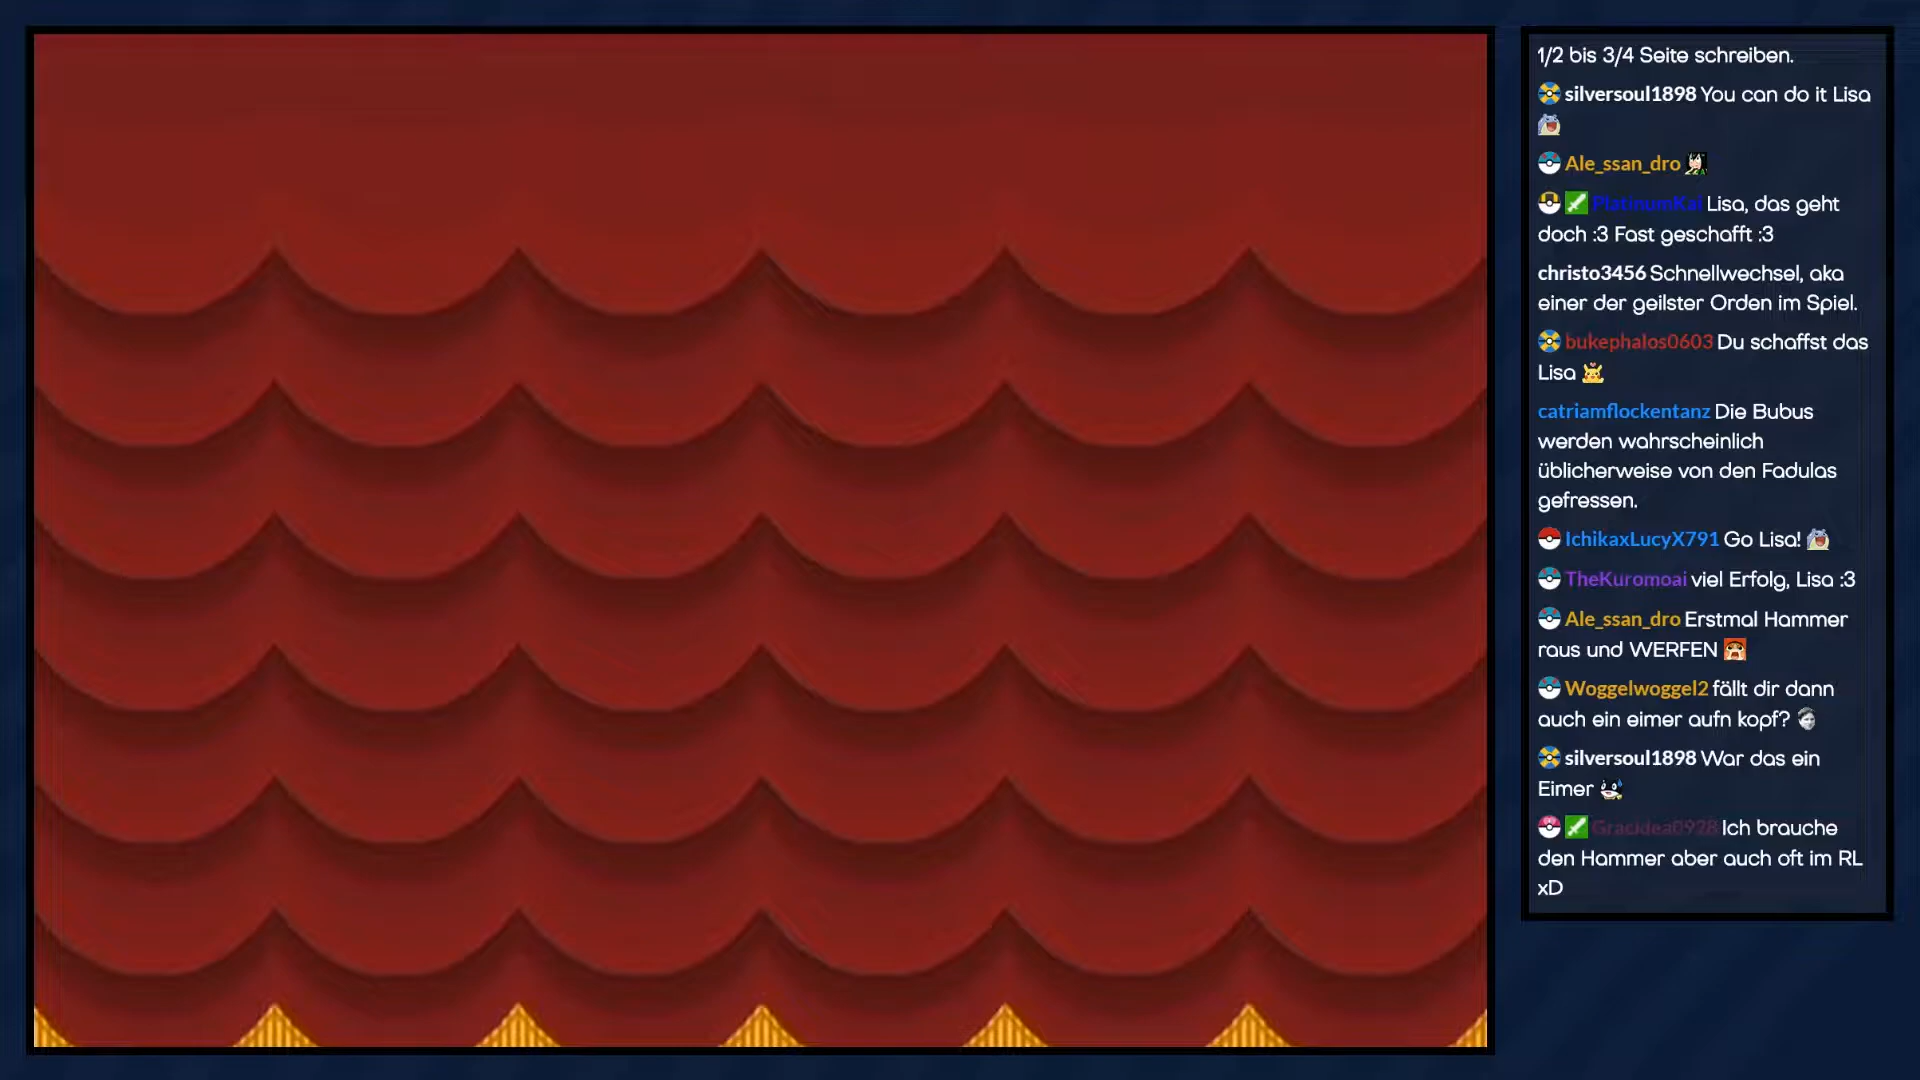 1/2 bis 3/4 Seite schreiben.
silversoul1898 You can do it Lisa
Ale_ssan_dro
PlatinumKai Lisa, das geht
doch :3 Fast geschafft :3
christo3456 Schnellwechsel, aka
einer der geilster Orden im Spiel.
bukephalos0603 Du schaffst das
Lisa
catriamflockentanz Die Bubus
werden wahrscheinlich
üblicherweise von den Fadulas
gefressen.
IchikaxLucyX791 Go Lisa!
TheKuromoai viel Erfolg, Lisa :3
Ale_ssan_dro Erstmal Hammer
raus und WERFEN
Woggelwoggel2 fällt dir dann
auch ein eimer aufn kopf?
silversoul1898 War das ein
Eimer
Gracidea0928 Ich brauche
den Hammer aber auch oft im RL
xD